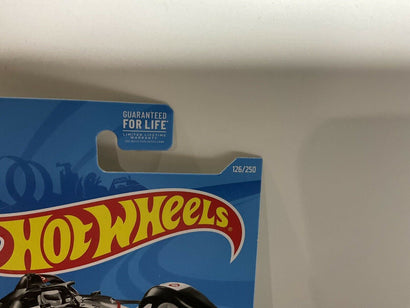 GUARANTEED
FOR LIFE
LIMITED LIFETIME
WARRANTY
126/250
HOT WHEELS